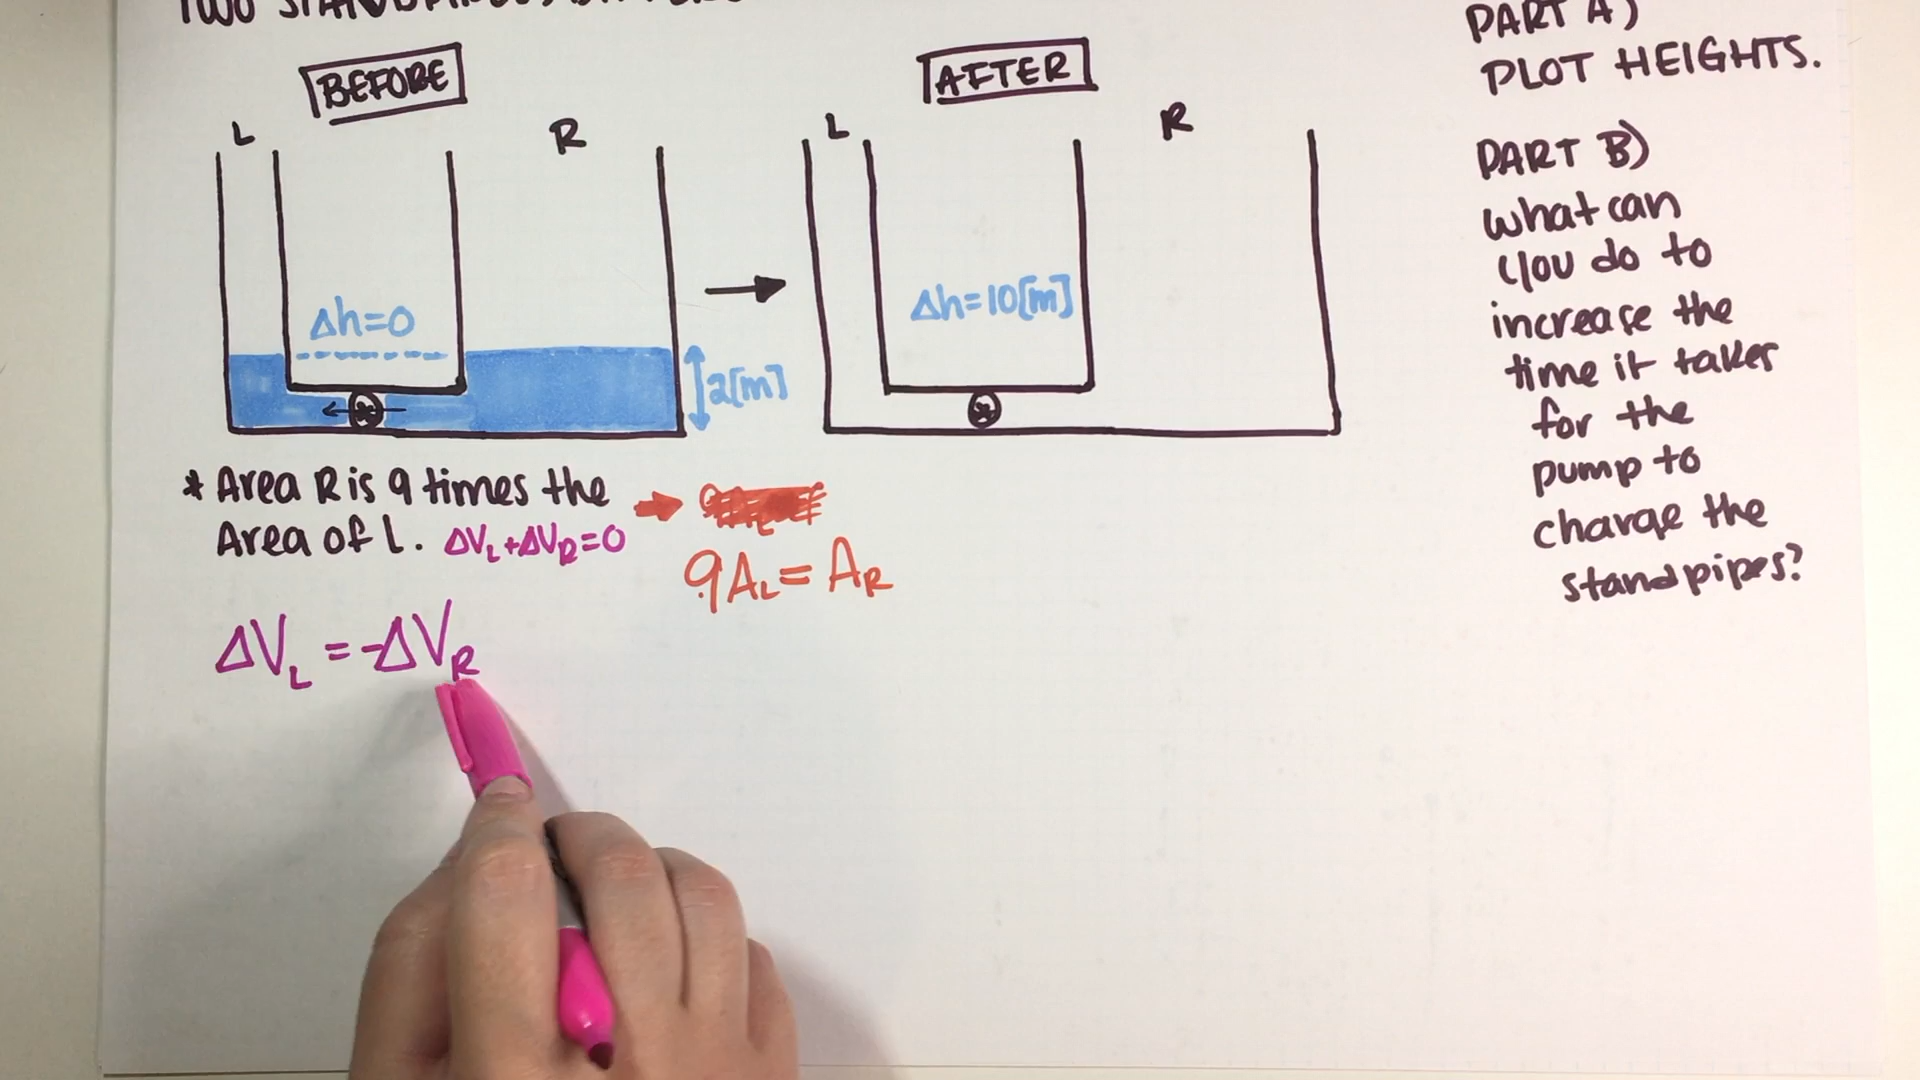 TWO
BEFORE
AFTER
PART A)
PLOT HEIGHTS.
L
R
L
R
Δh=0
2[m]
Δh=10[m]
PART B)
what can
you do to
increase the
time it takes
for the
pump to
charge the
standpipes?
* Area R is 9 times the
Area of L. ΔV_L+ΔV_R=0
9A_L = A_R
ΔV_L = -ΔV_R